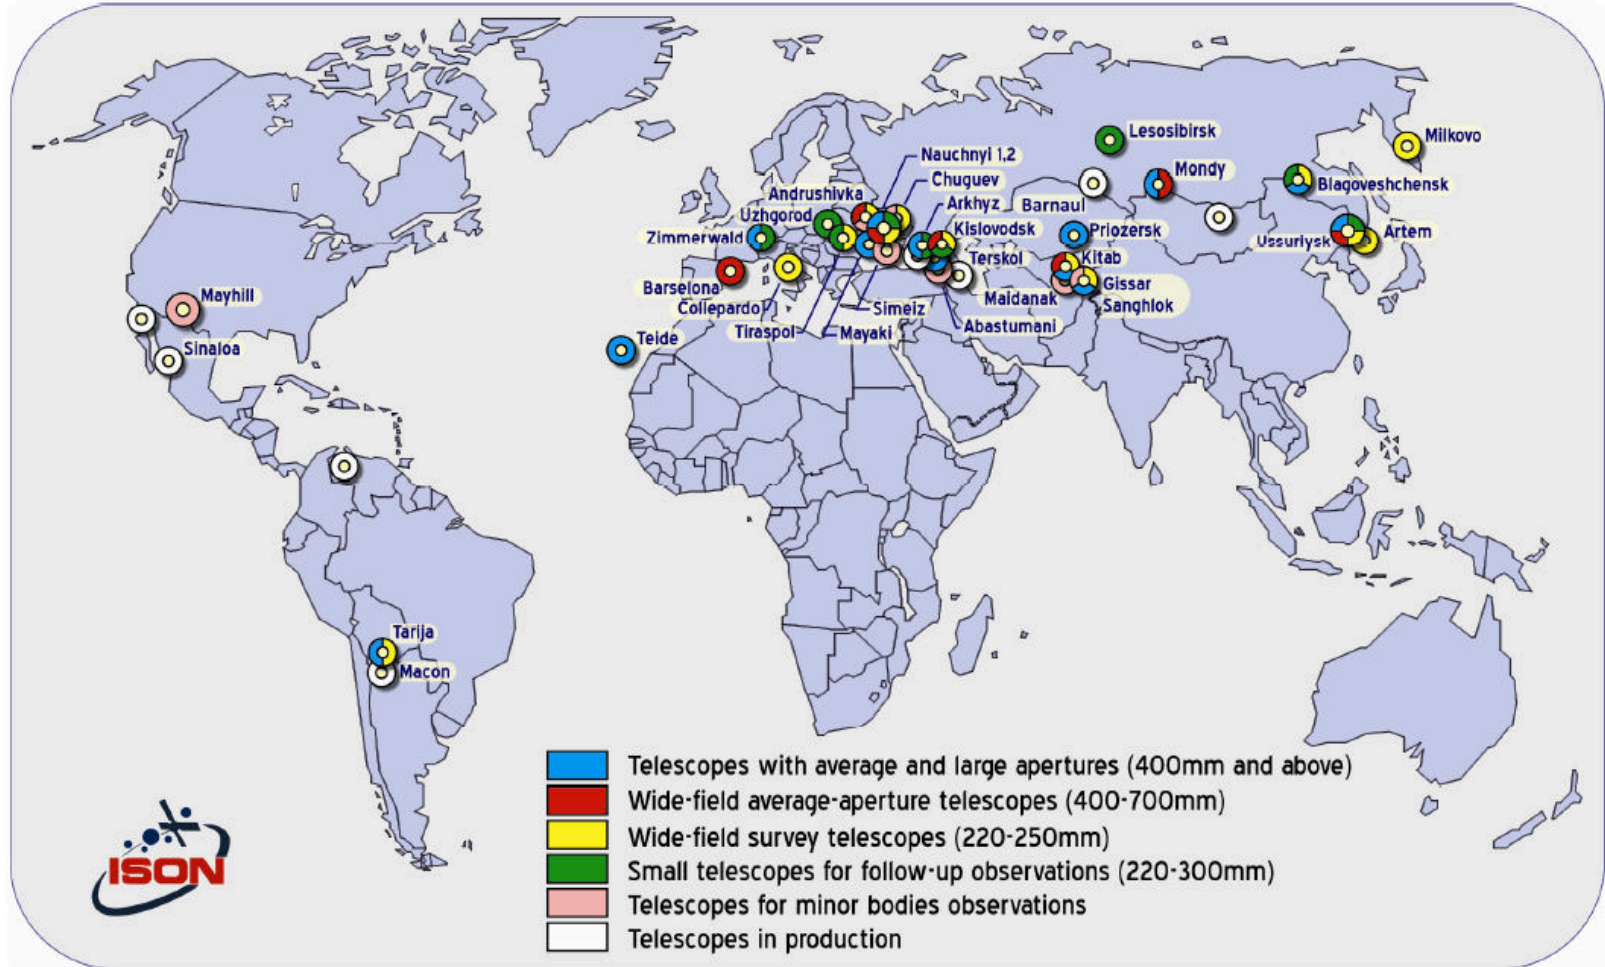 Lesosibirsk
Milkovo
Nauchnyi 1,2
Mondy
Chuguev
Blagoveshchensk
Andrushivka
Arkhyz
Barnaul
Uzhgorod
Kislovodsk
Priozersk
Artem
Zimmerwald
Ussuriysk
Terskol
Kitab
Barselona
Gissar
Mayhill
Maidanak
Sanghlok
Collepardo
Simeiz
Tiraspol
Mayaki
Abastumani
Teide
Sinaloa
Tarija
Macon
Telescopes with average and large apertures (400mm and above)
Wide-field average-aperture telescopes (400-700mm)
Wide-field survey telescopes (220-250mm)
Small telescopes for follow-up observations (220-300mm)
Telescopes for minor bodies observations
Telescopes in production
ISON